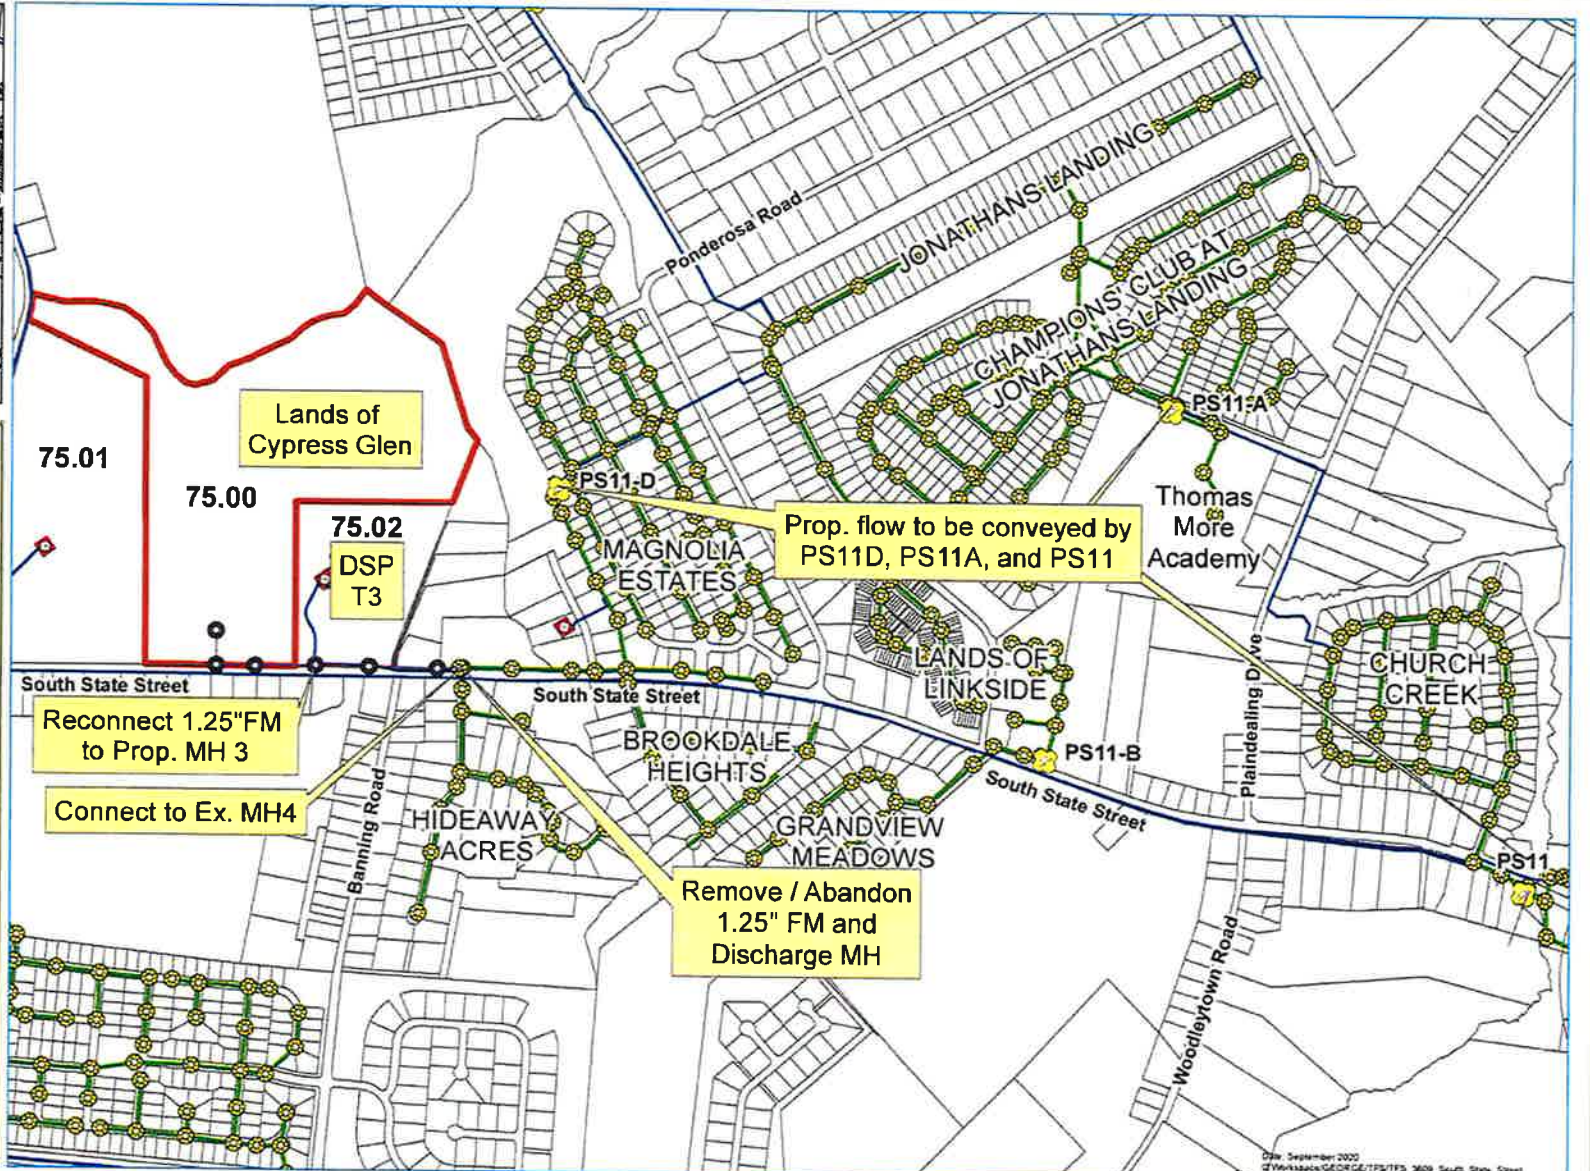 Ponderosa Road
JONATHANS LANDING
CHAMPIONS' CLUB AT
JONATHANS LANDING
Lands of
Cypress Glen
75.01
75.00
75.02
DSP
T3
PS11-D
PS11-A
Prop. flow to be conveyed by
PS11D, PS11A, and PS11
Thomas
More
Academy
MAGNOLIA
ESTATES
LANDS OF
LINKSIDE
CHURCH
CREEK
Plaindealing Drive
South State Street
South State Street
Reconnect 1.25"FM
to Prop. MH 3
Connect to Ex. MH4
BROOKDALE
HEIGHTS
PS11-B
South State Street
Banning Road
HIDEAWAY
ACRES
GRANDVIEW
MEADOWS
PS11
Remove / Abandon
1.25" FM and
Discharge MH
Woodleytown Road
Date: September 2020